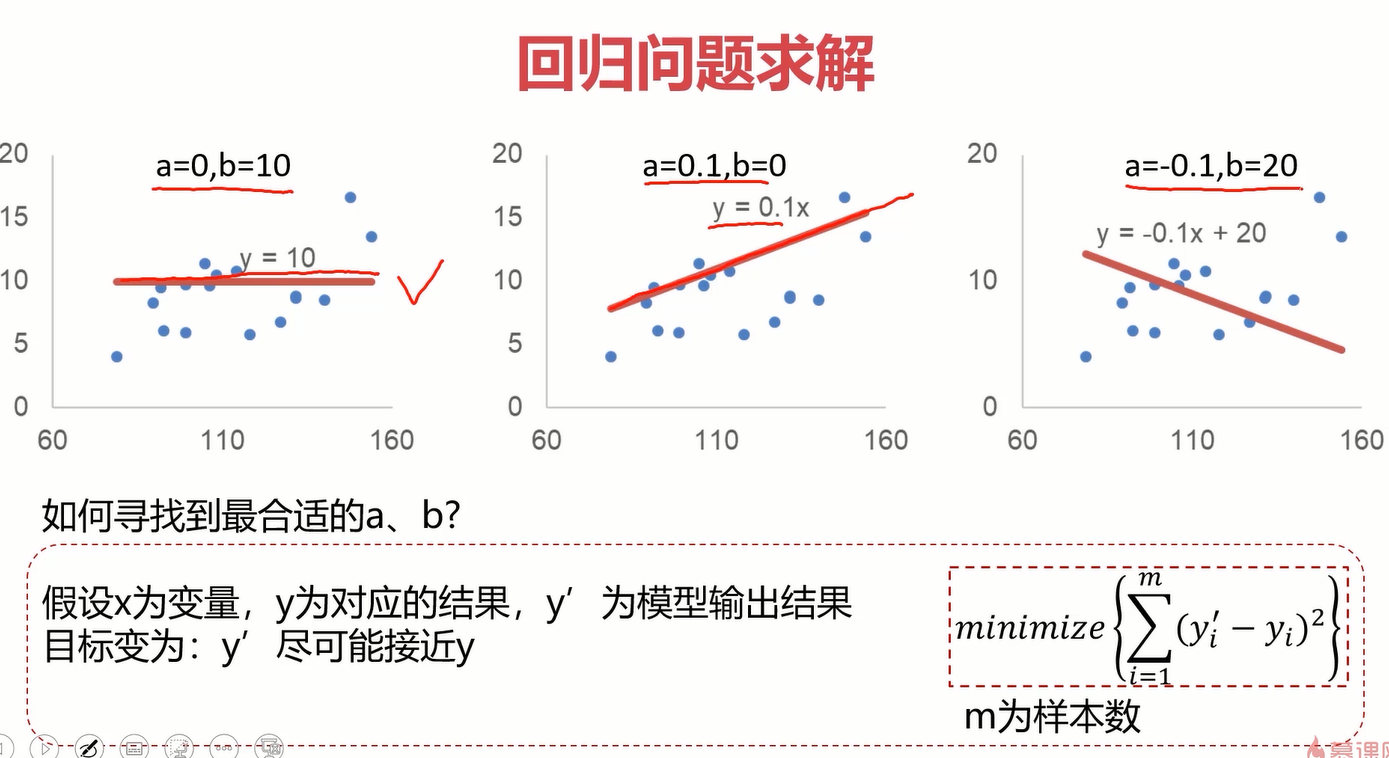 回归问题求解
a=0,b=10
y = 10
20
15
10
5
0
60 110 160
a=0.1,b=0
y = 0.1x
20
15
10
5
0
60 110 160
a=-0.1,b=20
y = -0.1x + 20
20
10
0
60 110 160
如何寻找到最合适的a、b?
假设x为变量，y为对应的结果，y′为模型输出结果
目标变为：y′尽可能接近y
minimize{∑_{i=1}^{m}(y′_i − y_i)²}
m为样本数
慕课网